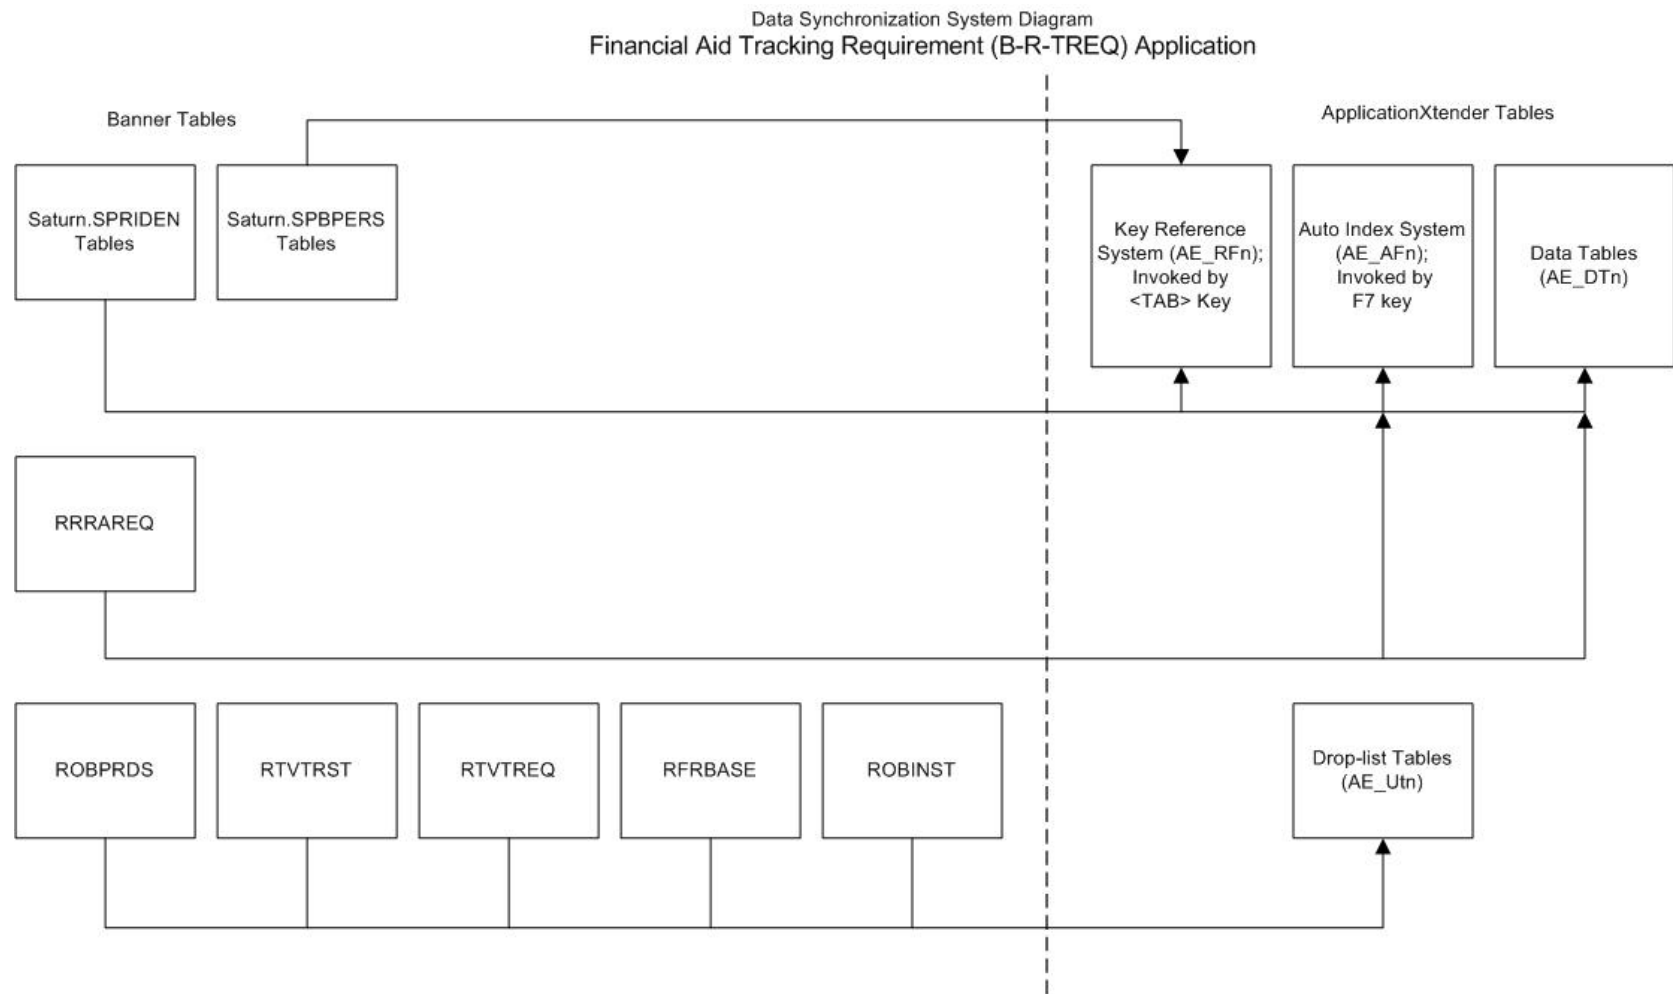 Data Synchronization System Diagram
Financial Aid Tracking Requirement (B-R-TREQ) Application
Banner Tables
ApplicationXtender Tables
Saturn.SPRIDEN
Tables
Saturn.SPBPERS
Tables
Key Reference
System (AE_RFn);
Invoked by
<TAB> Key
Auto Index System
(AE_AFn);
Invoked by
F7 key
Data Tables
(AE_DTn)
RRRAREQ
ROBPRDS
RTVTRST
RTVTREQ
RFRBASE
ROBINST
Drop-list Tables
(AE_Utn)